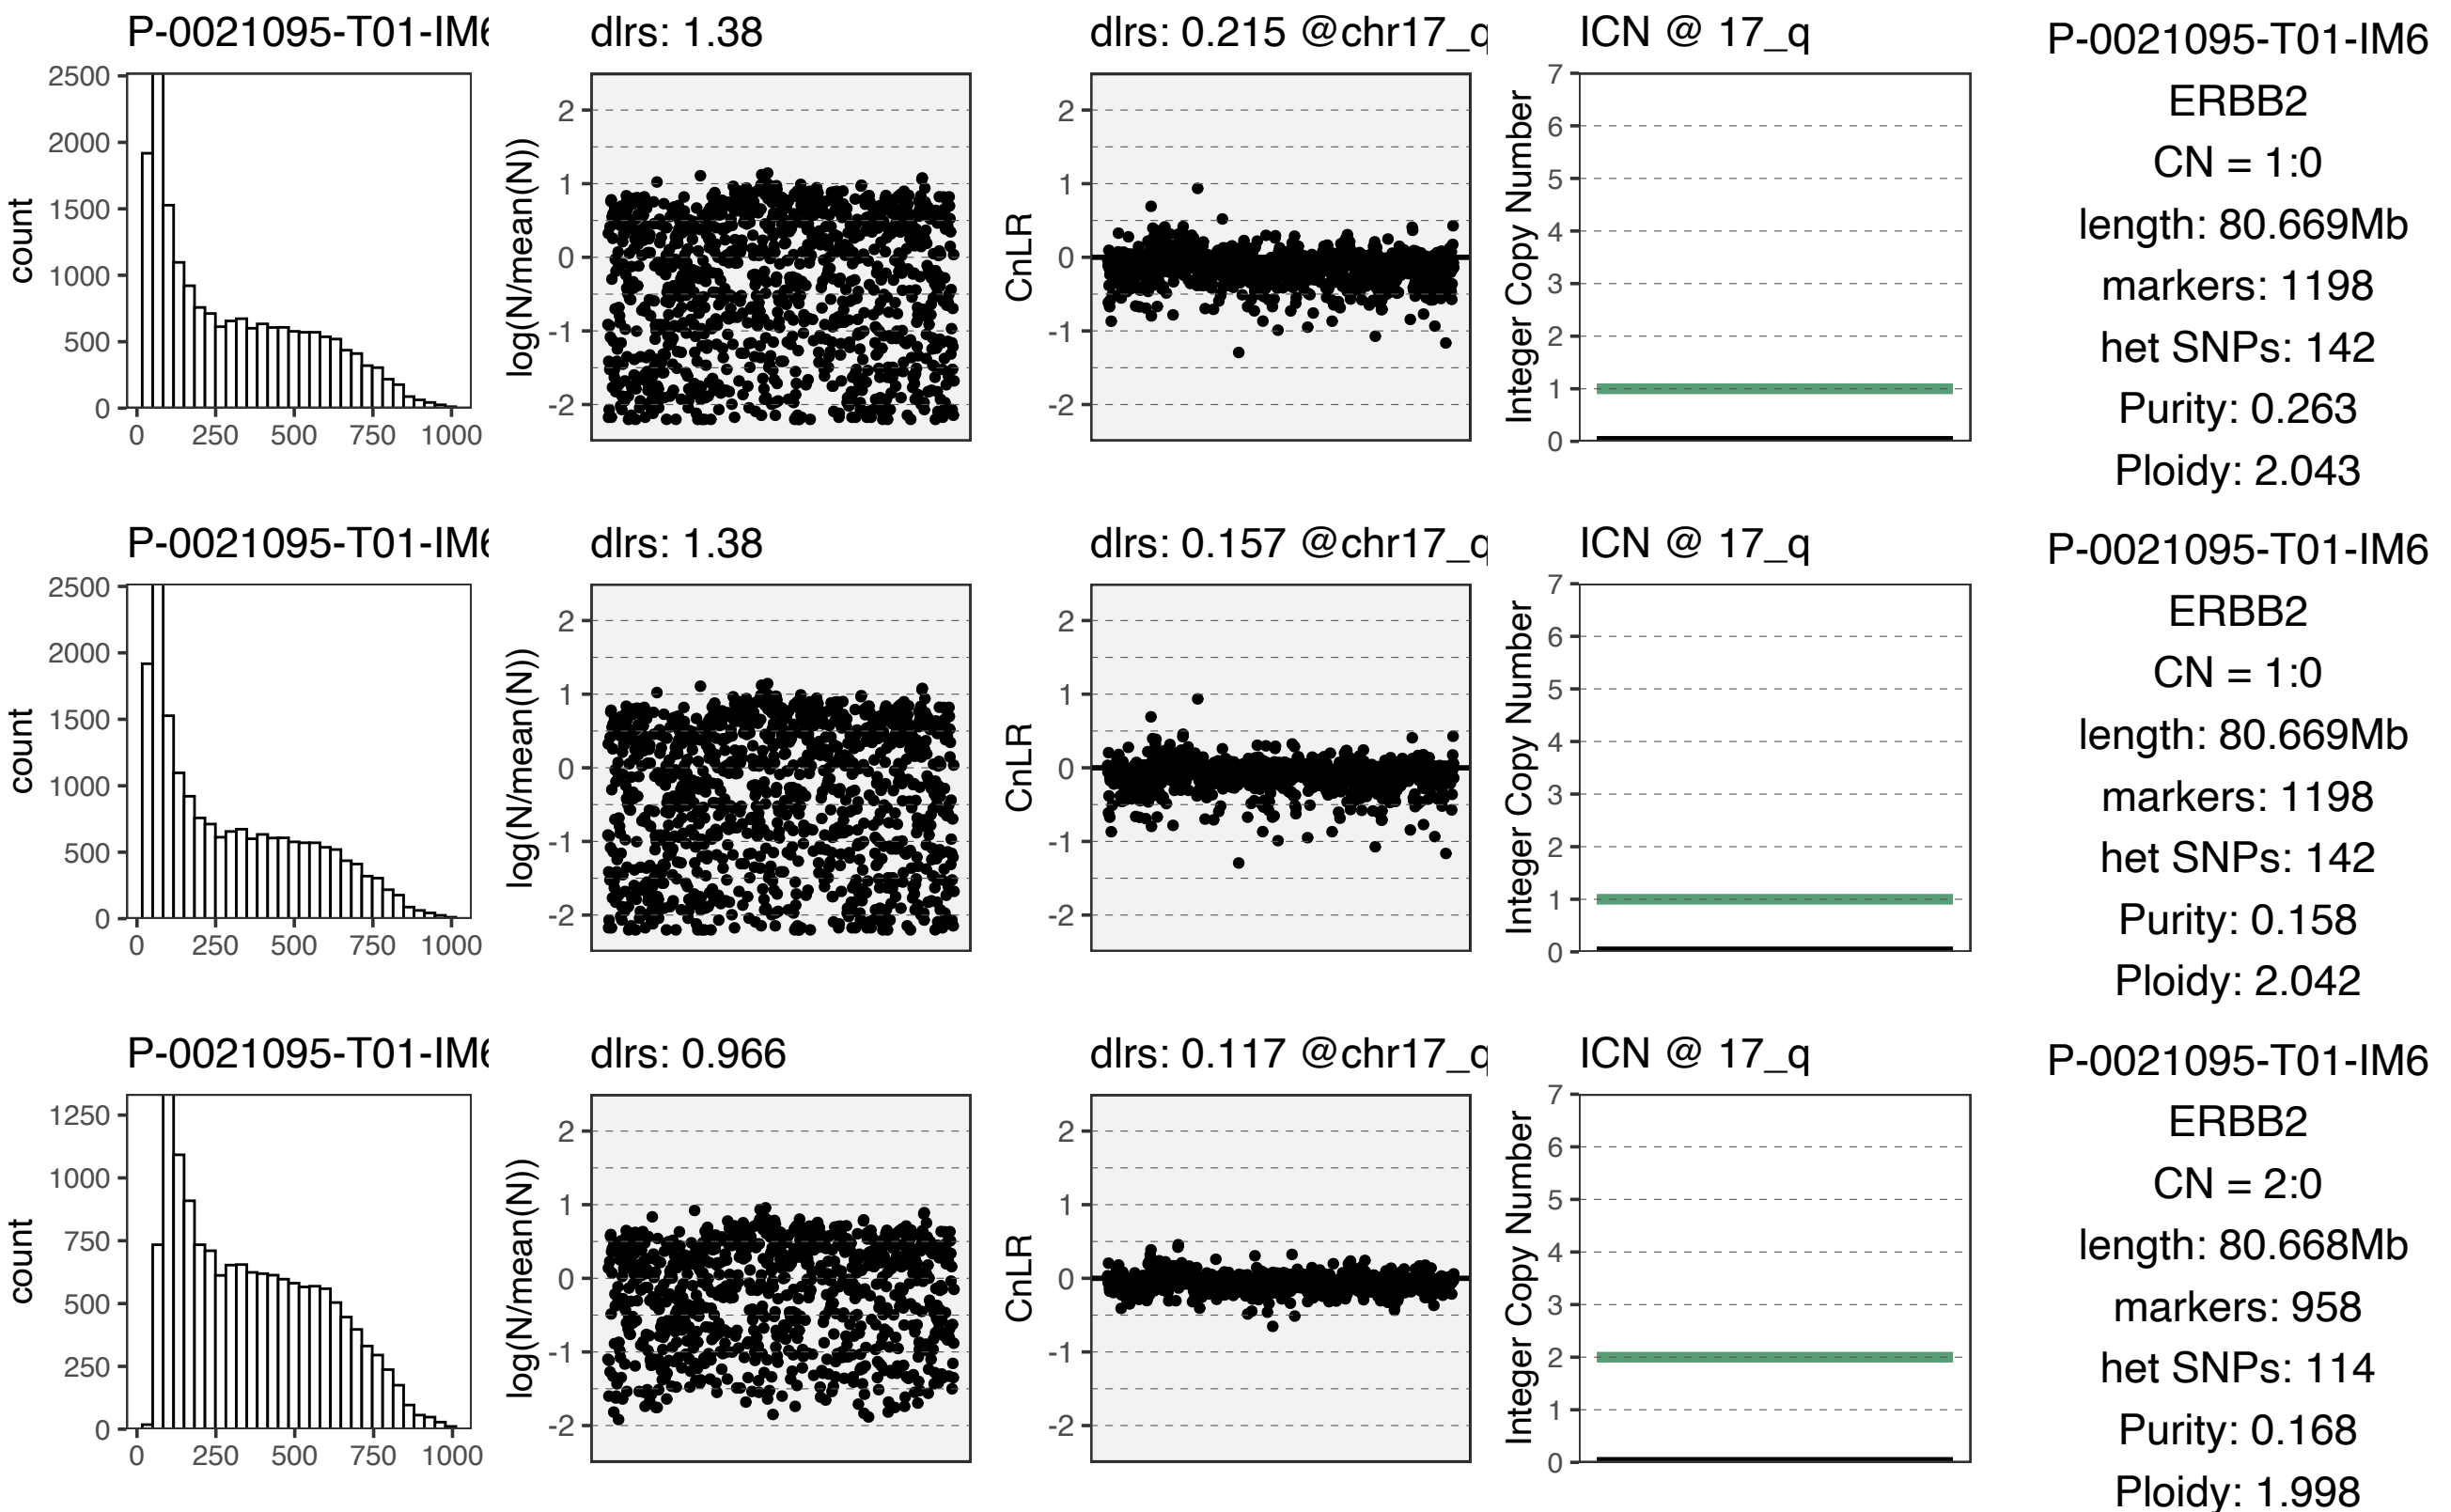 P-0021095-T01-IM6
dlrs: 1.38
dlrs: 0.215 @chr17_q
ICN @ 17_q
P-0021095-T01-IM6
ERBB2
CN = 1:0
length: 80.669Mb
markers: 1198
het SNPs: 142
Purity: 0.263
Ploidy: 2.043
count
2500
2000
1500
1000
500
0
0 250 500 750 1000
log(N/mean(N))
2
1
0
-1
-2
CnLR
2
1
0
-1
-2
Integer Copy Number
7
6
5
4
3
2
1
0
P-0021095-T01-IM6
dlrs: 1.38
dlrs: 0.157 @chr17_q
ICN @ 17_q
P-0021095-T01-IM6
ERBB2
CN = 1:0
length: 80.669Mb
markers: 1198
het SNPs: 142
Purity: 0.158
Ploidy: 2.042
count
2500
2000
1500
1000
500
0
0 250 500 750 1000
log(N/mean(N))
2
1
0
-1
-2
CnLR
2
1
0
-1
-2
Integer Copy Number
7
6
5
4
3
2
1
0
P-0021095-T01-IM6
dlrs: 0.966
dlrs: 0.117 @chr17_q
ICN @ 17_q
P-0021095-T01-IM6
ERBB2
CN = 2:0
length: 80.668Mb
markers: 958
het SNPs: 114
Purity: 0.168
Ploidy: 1.998
count
1250
1000
750
500
250
0
0 250 500 750 1000
log(N/mean(N))
2
1
0
-1
-2
CnLR
2
1
0
-1
-2
Integer Copy Number
7
6
5
4
3
2
1
0